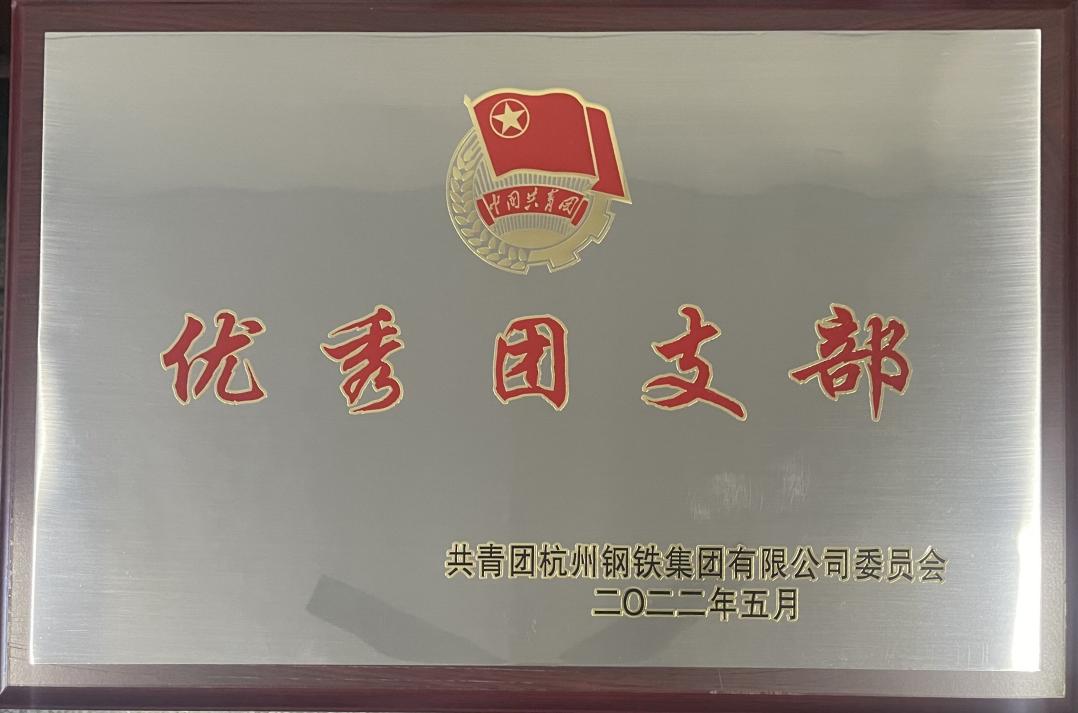 中国共青团
优秀团支部
共青团杭州钢铁集团有限公司委员会
二〇二二年五月